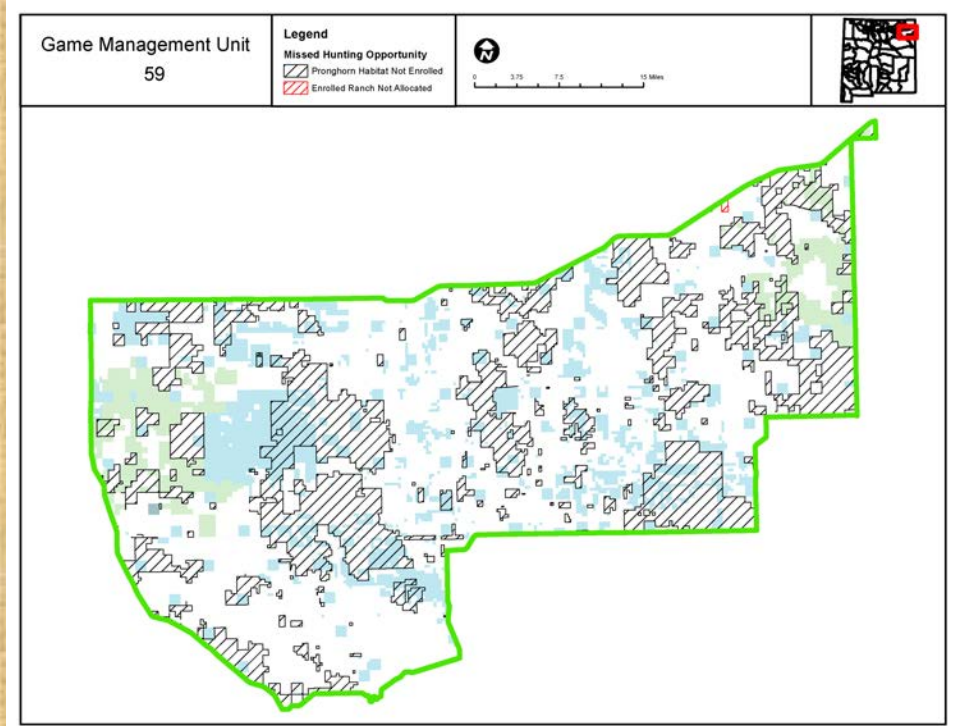 Game Management Unit
59
Legend
Missed Hunting Opportunity
Pronghorn Habitat Not Enrolled
Enrolled Ranch Not Allocated
N
0 3.75 7.5 15 Miles